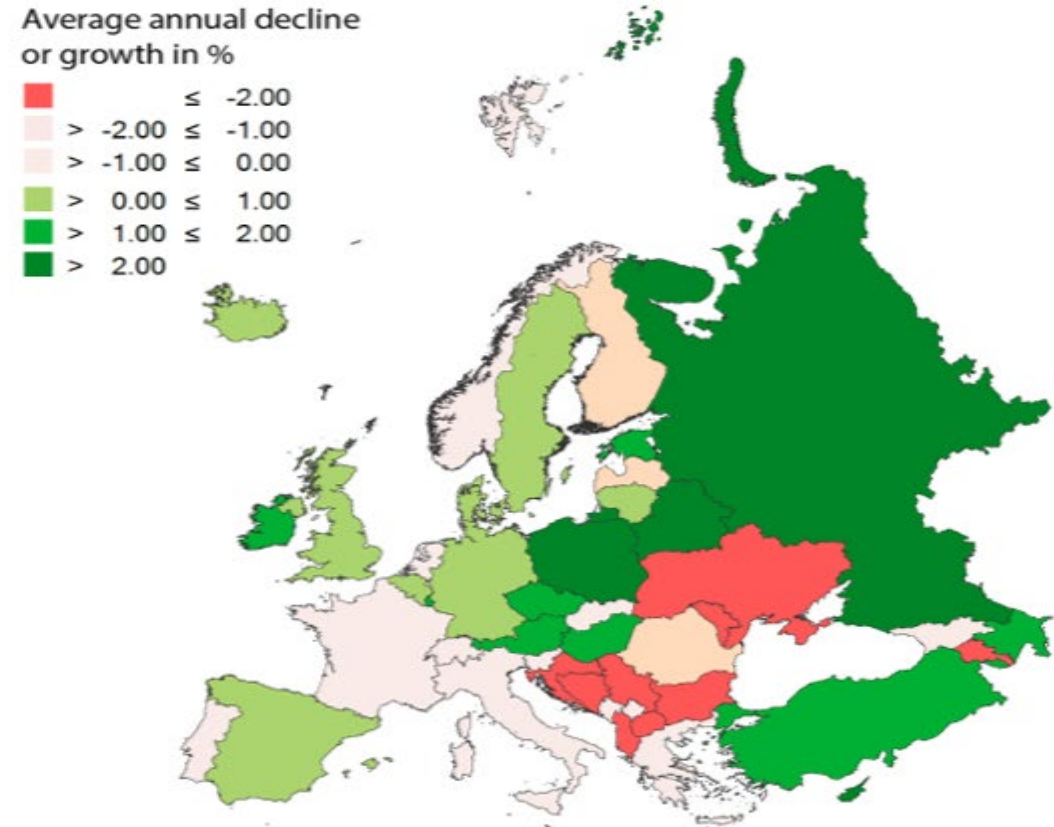 Average annual decline
or growth in %
≤ -2.00
> -2.00 ≤ -1.00
> -1.00 ≤ 0.00
> 0.00 ≤ 1.00
> 1.00 ≤ 2.00
> 2.00